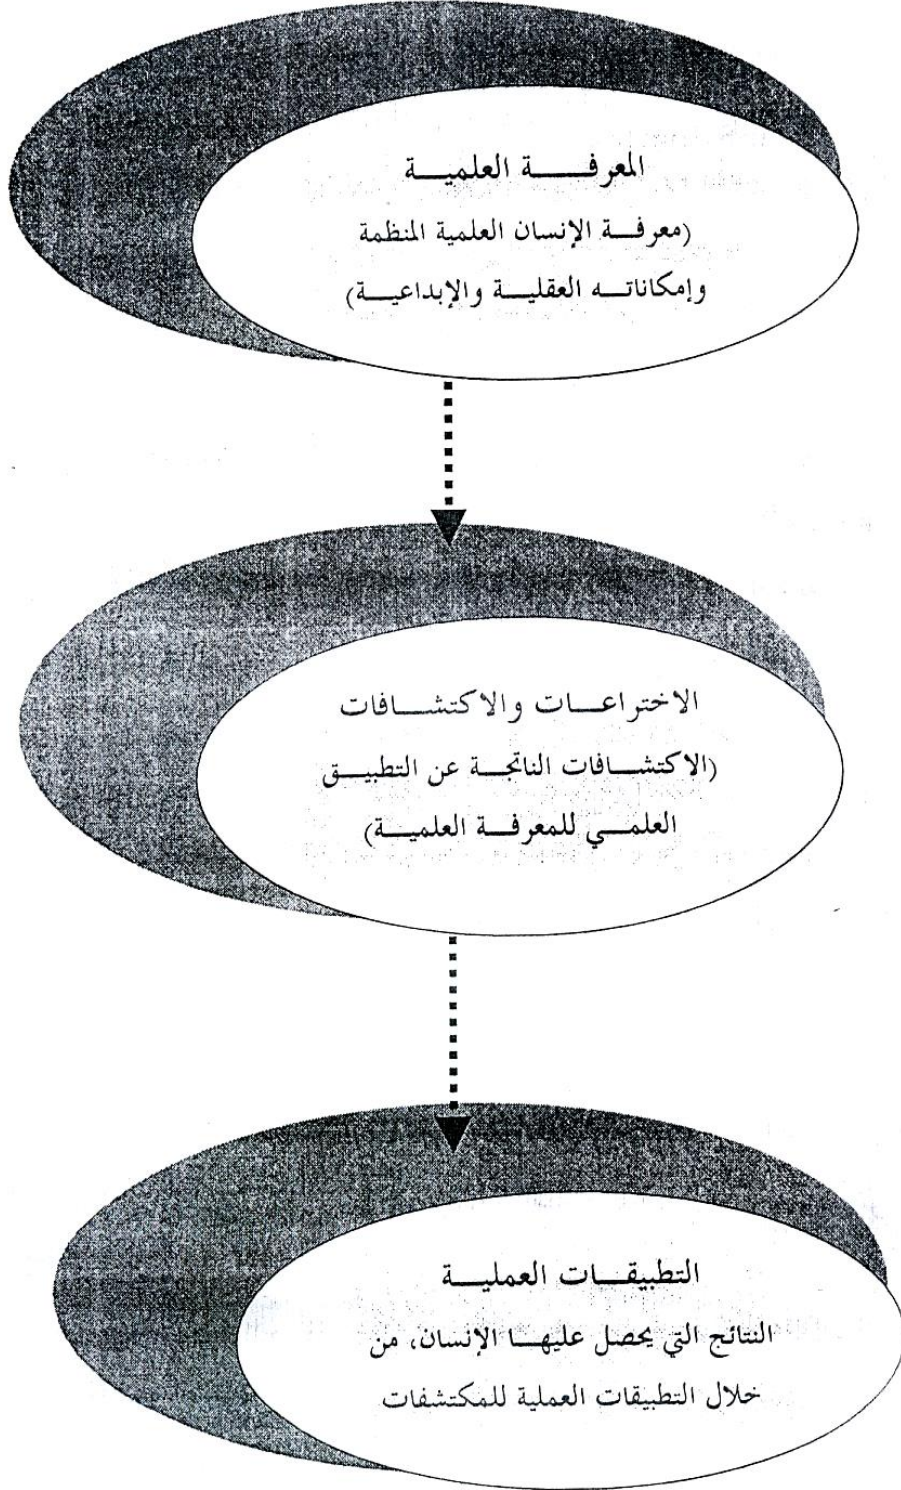 المعرفة العلمية
(معرفة الإنسان العلمية المنظمة
وإمكاناته العقلية والإبداعية)
الاختراعات والاكتشافات
(الاكتشافات الناتجة عن التطبيق
العلمي للمعرفة العلمية)
التطبيقات العملية
النتائج التي يحصل عليها الإنسان، من
خلال التطبيقات العملية للمكتشفات